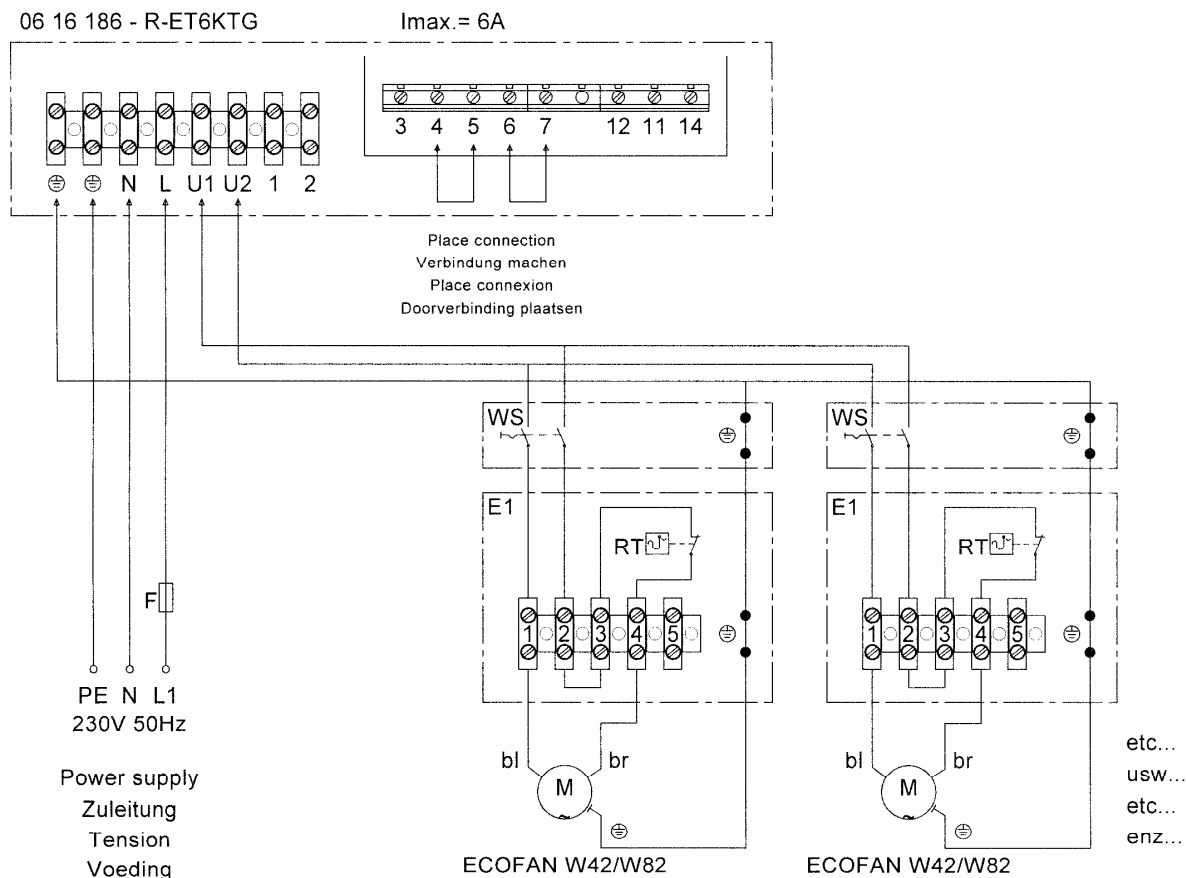 06 16 186 - R-ET6KTG
Imax.= 6A
3 4 5 6 7 12 11 14
N L U1 U2 1 2
Place connection
Verbindung machen
Place connexion
Doorverbinding plaatsen
WS
WS
E1
E1
RT
RT
F
1 2 3 4 5
1 2 3 4 5
PE N L1
230V 50Hz
bl
br
bl
br
M
~
M
~
etc...
usw...
etc...
enz...
Power supply
Zuleitung
Tension
Voeding
ECOFAN W42/W82
ECOFAN W42/W82